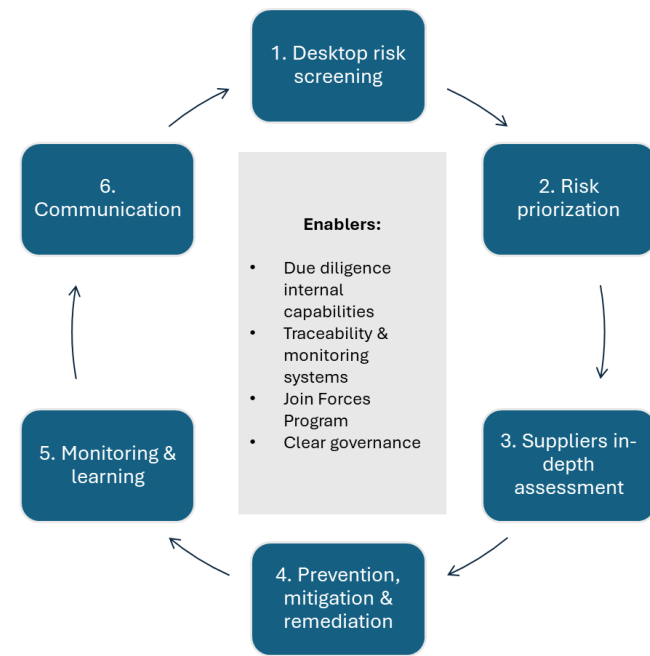 1. Desktop risk
screening
2. Risk
priorization
3. Suppliers in-
depth
assessment
4. Prevention,
mitigation &
remediation
5. Monitoring &
learning
6.
Communication
Enablers:
• Due diligence
internal
capabilities
• Traceability &
monitoring
systems
• Join Forces
Program
• Clear governance